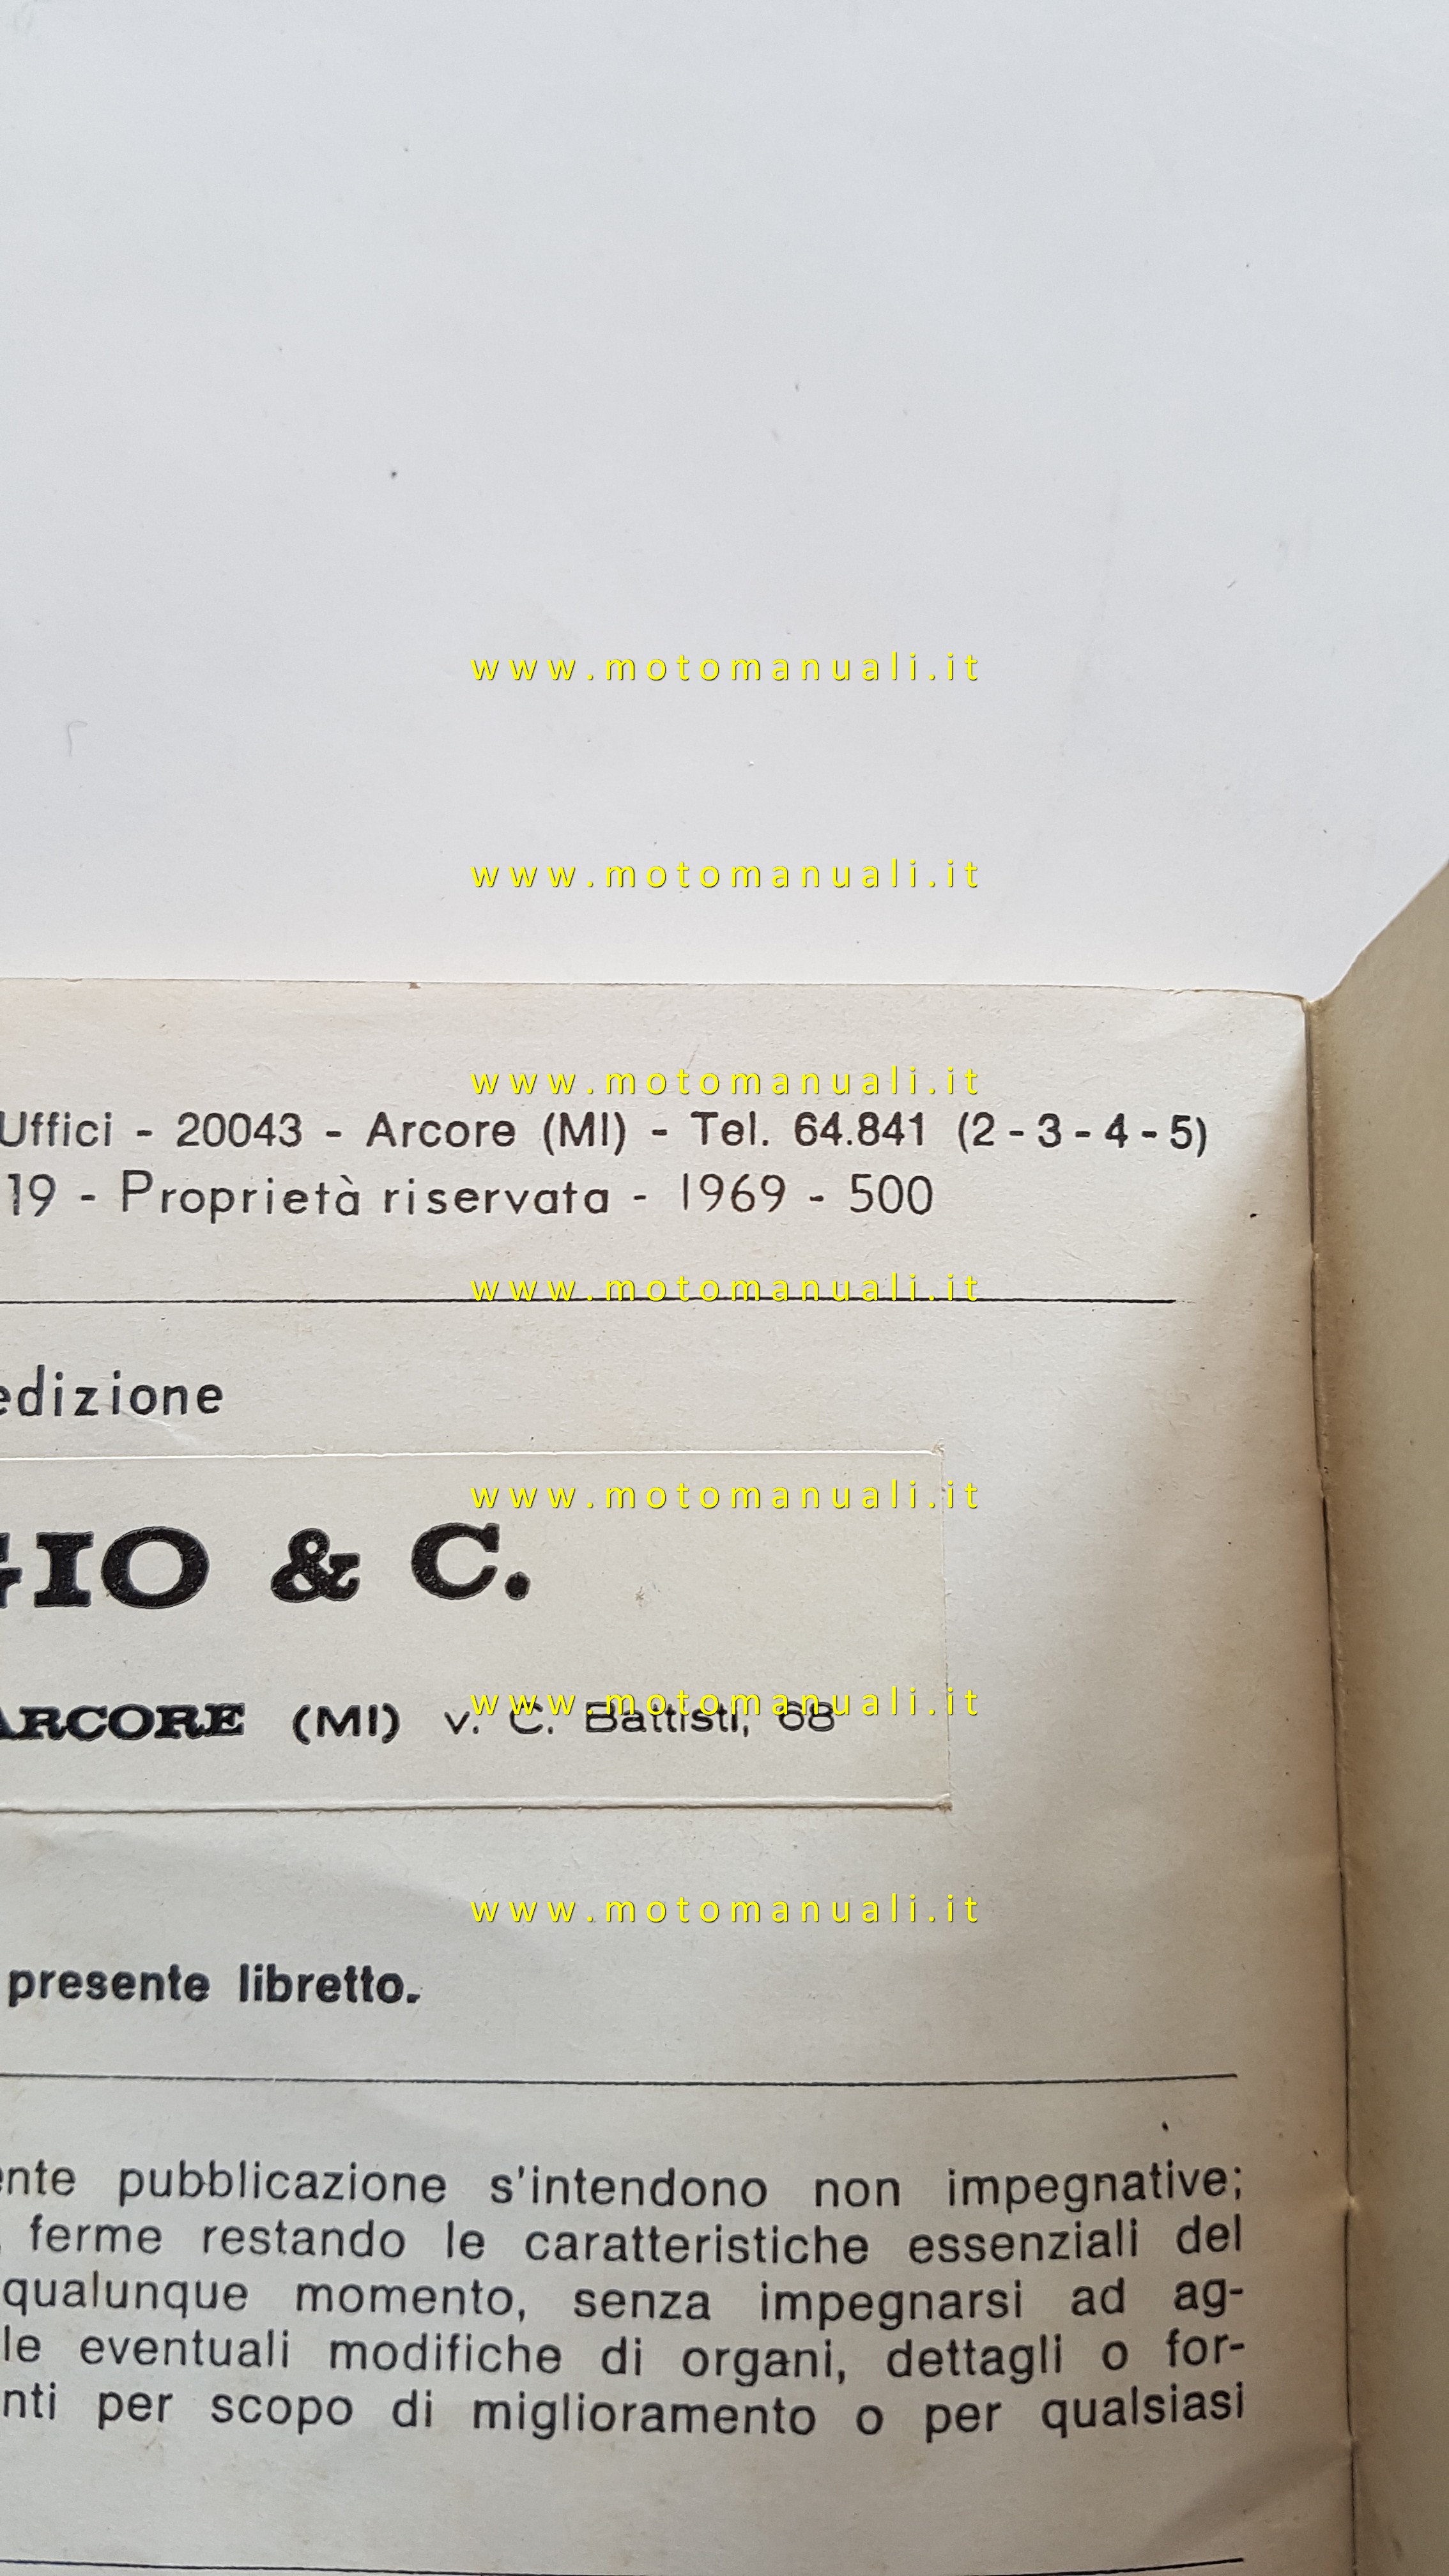 www.motomanuali.it
www.motomanuali.it
www.motomanuali.it
Uffici - 20043 - Arcore (MI) - Tel. 64.841 (2-3-4-5)
19 - Proprietà riservata - 1969 - 500
www.motomanuali.it
edizione
www.motomanuali.it
GIO & C.
www.motomanuali.it
ARCORE (MI) v. C. Battisti, 68
www.motomanuali.it
presente libretto.
nte pubblicazione s'intendono non impegnative;
ferme restando le caratteristiche essenziali del
qualunque momento, senza impegnarsi ad ag-
le eventuali modifiche di organi, dettagli o for-
nti per scopo di miglioramento o per qualsiasi